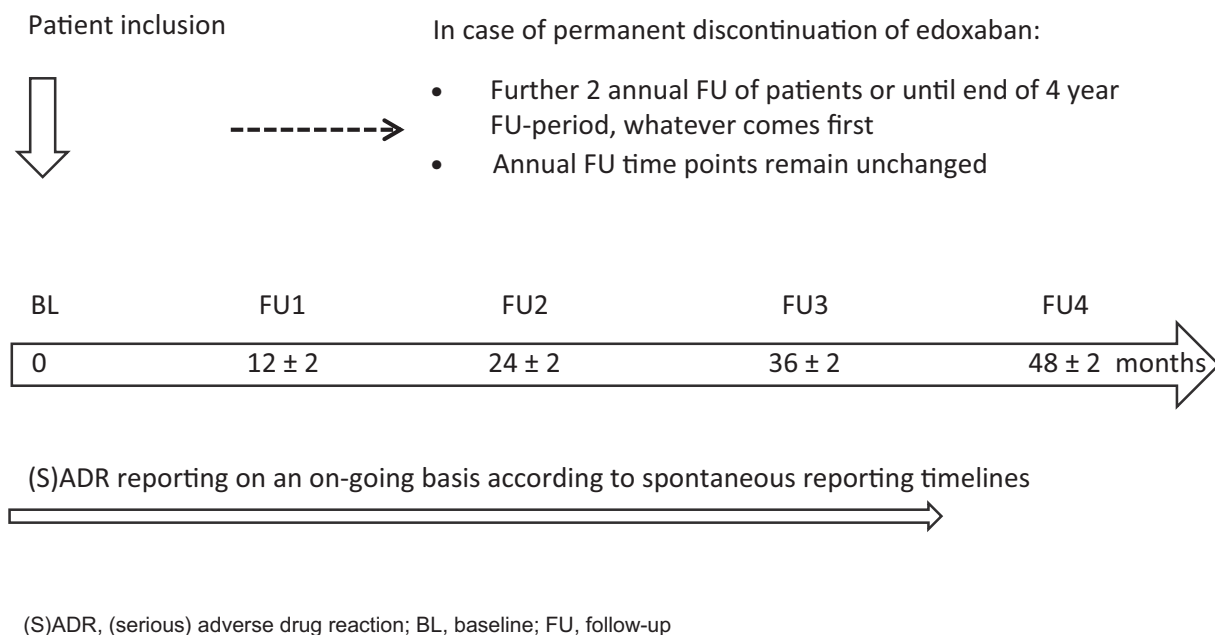 Patient inclusion
In case of permanent discontinuation of edoxaban:
• Further 2 annual FU of patients or until end of 4 year
FU-period, whatever comes first
• Annual FU time points remain unchanged
BL FU1 FU2 FU3 FU4
0 12 ± 2 24 ± 2 36 ± 2 48 ± 2 months
(S)ADR reporting on an on-going basis according to spontaneous reporting timelines
(S)ADR, (serious) adverse drug reaction; BL, baseline; FU, follow-up